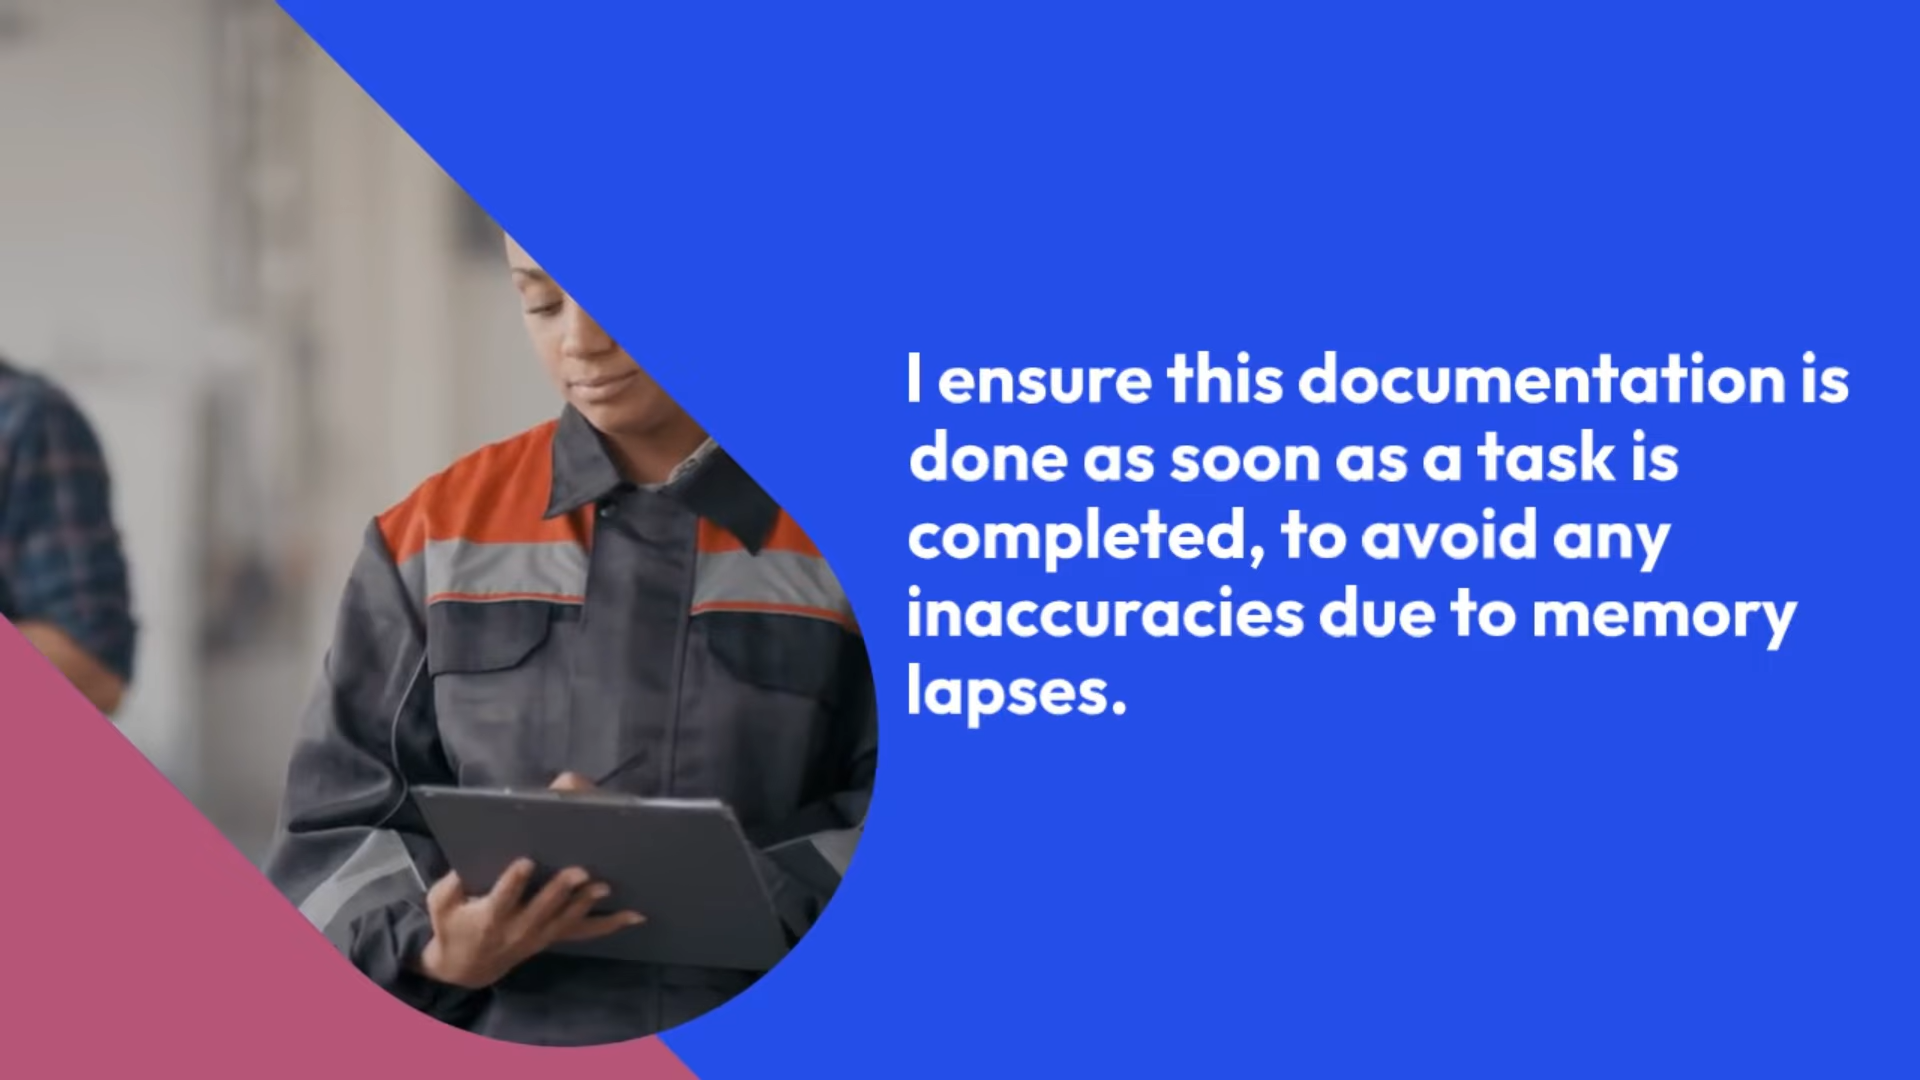 I ensure this documentation is
done as soon as a task is
completed, to avoid any
inaccuracies due to memory
lapses.